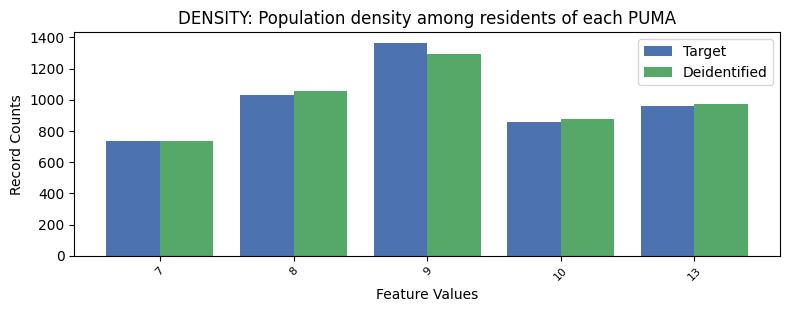 DENSITY: Population density among residents of each PUMA
Target
Deidentified
Record Counts
1400
1200
1000
800
600
400
200
0
7
8
9
10
13
Feature Values